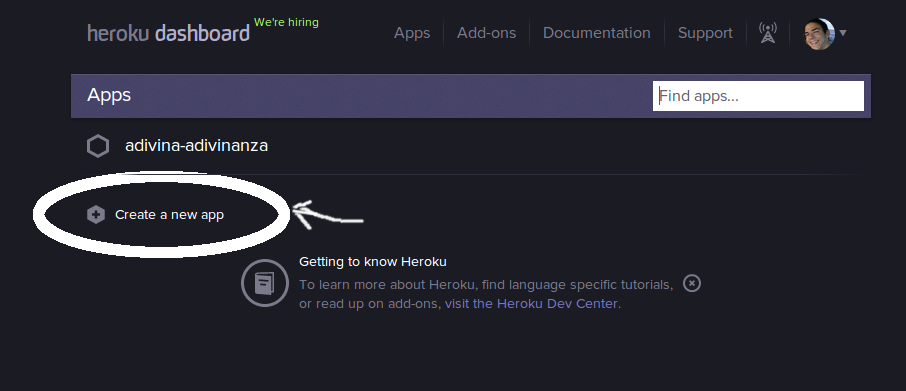 heroku dashboard We're hiring
Apps Add-ons Documentation Support
Apps Find apps...
adivina-adivinanza
Create a new app
Getting to know Heroku
To learn more about Heroku, find language specific tutorials,
or read up on add-ons, visit the Heroku Dev Center.